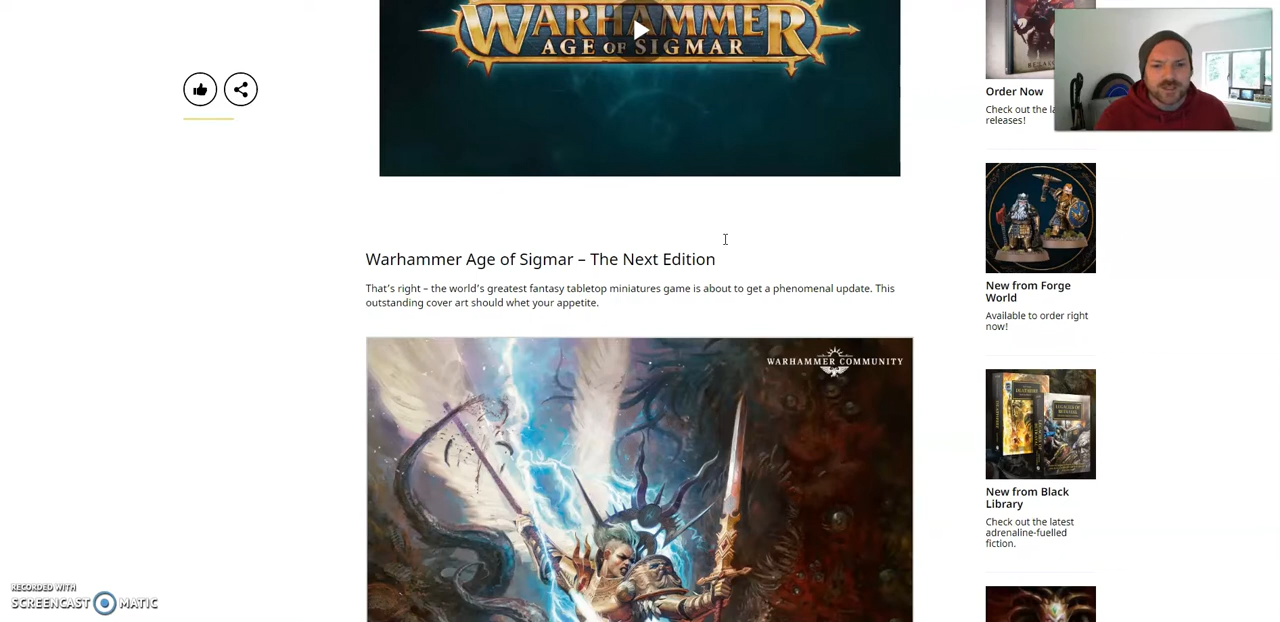 WARHAMMER
AGE OF SIGMAR
Order Now
Check out the la
releases!
Warhammer Age of Sigmar – The Next Edition
That's right – the world's greatest fantasy tabletop miniatures game is about to get a phenomenal update. This
outstanding cover art should whet your appetite.
WARHAMMER COMMUNITY
New from Forge
World
Available to order right
now!
New from Black
Library
Check out the latest
adrenaline-fuelled
fiction.
RECORDED WITH
SCREENCAST MATIC